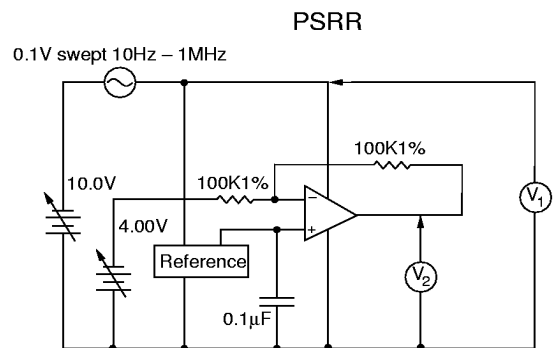 PSRR
0.1V swept 10Hz – 1MHz
100K1%
100K1%
10.0V
4.00V
–
+
V1
V2
Reference
0.1µF